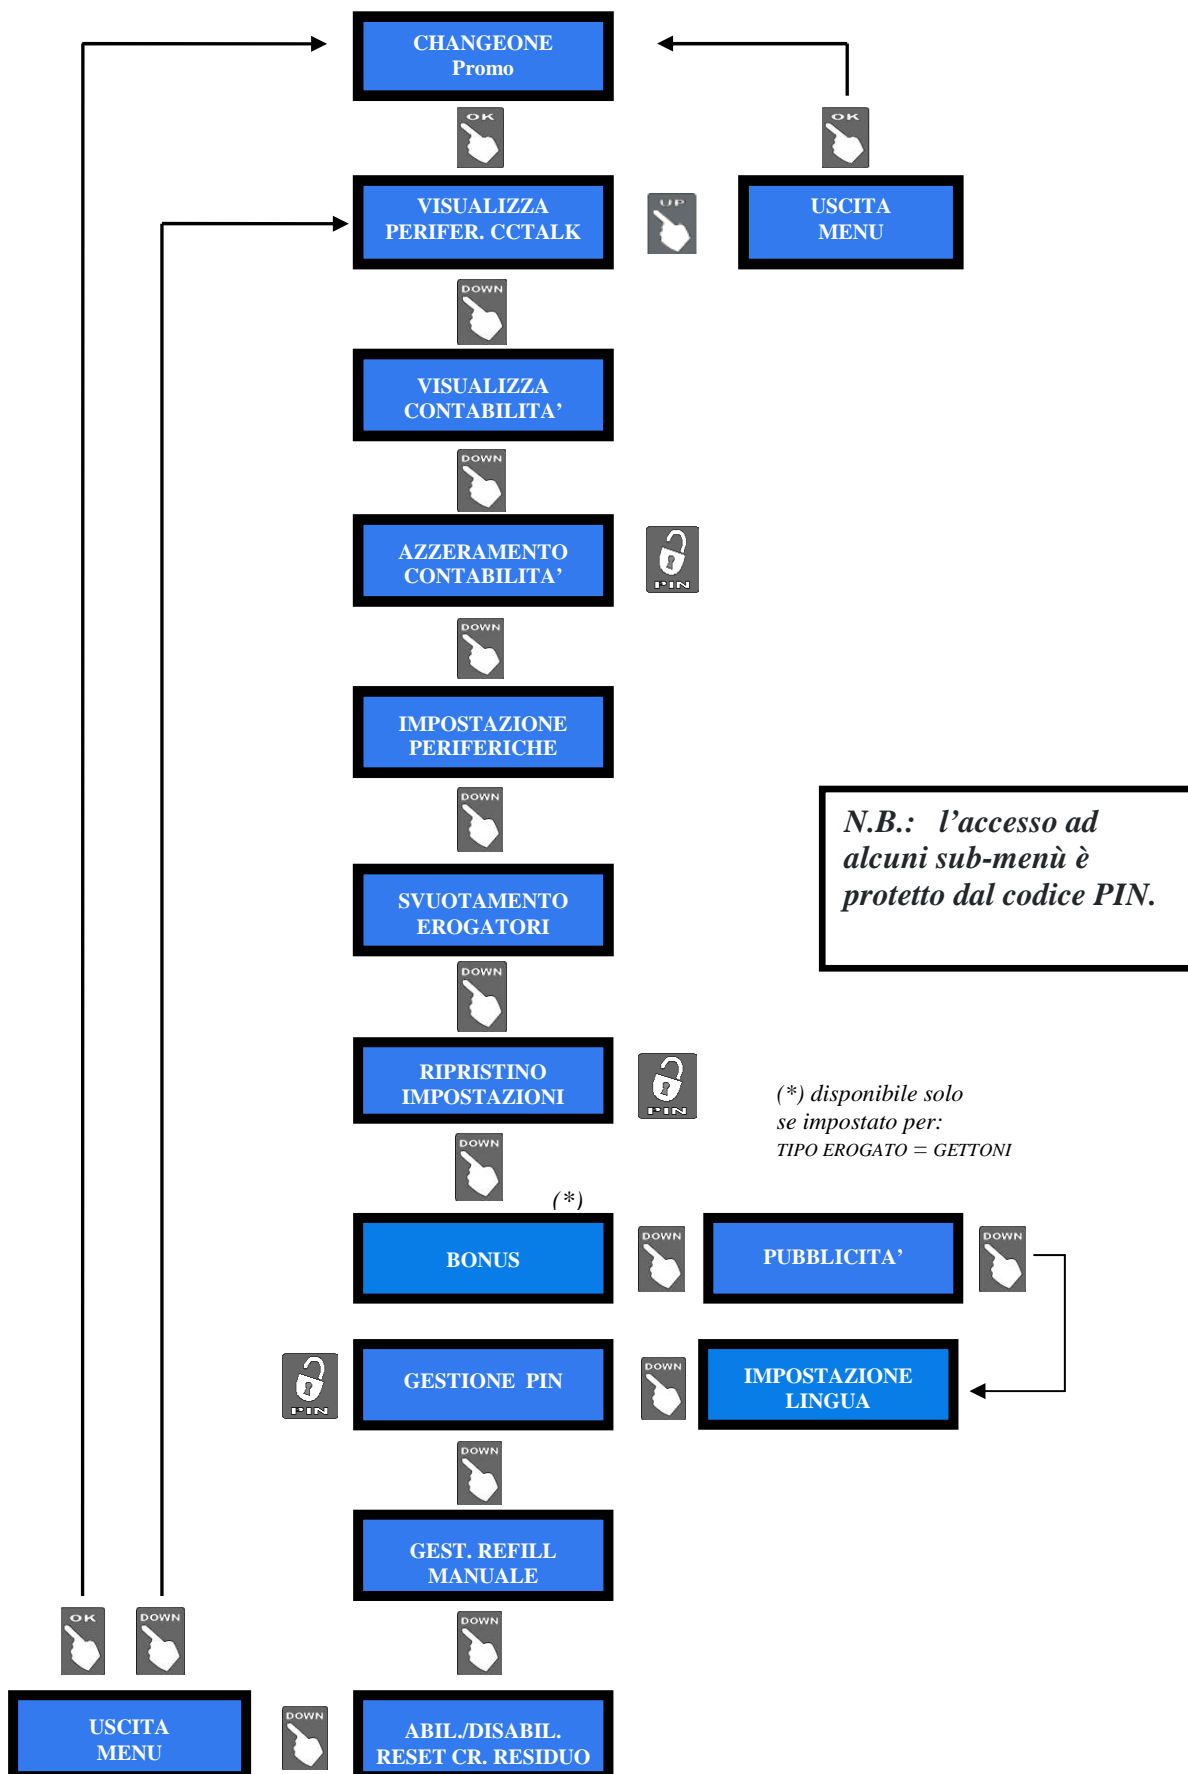 CHANGEONE
Promo
OK
OK
VISUALIZZA
PERIFER. CCTALK
UP
USCITA
MENU
DOWN
VISUALIZZA
CONTABILITA’
DOWN
AZZERAMENTO
CONTABILITA’
PIN
DOWN
IMPOSTAZIONE
PERIFERICHE
DOWN
N.B.: l’accesso ad
alcuni sub-menù è
protetto dal codice PIN.
SVUOTAMENTO
EROGATORI
DOWN
RIPRISTINO
IMPOSTAZIONI
PIN
(*) disponibile solo
se impostato per:
TIPO EROGATO = GETTONI
DOWN
(*)
BONUS
DOWN
PUBBLICITA’
DOWN
PIN
GESTIONE PIN
DOWN
IMPOSTAZIONE
LINGUA
DOWN
GEST. REFILL
MANUALE
OK
DOWN
DOWN
USCITA
MENU
DOWN
ABIL./DISABIL.
RESET CR. RESIDUO